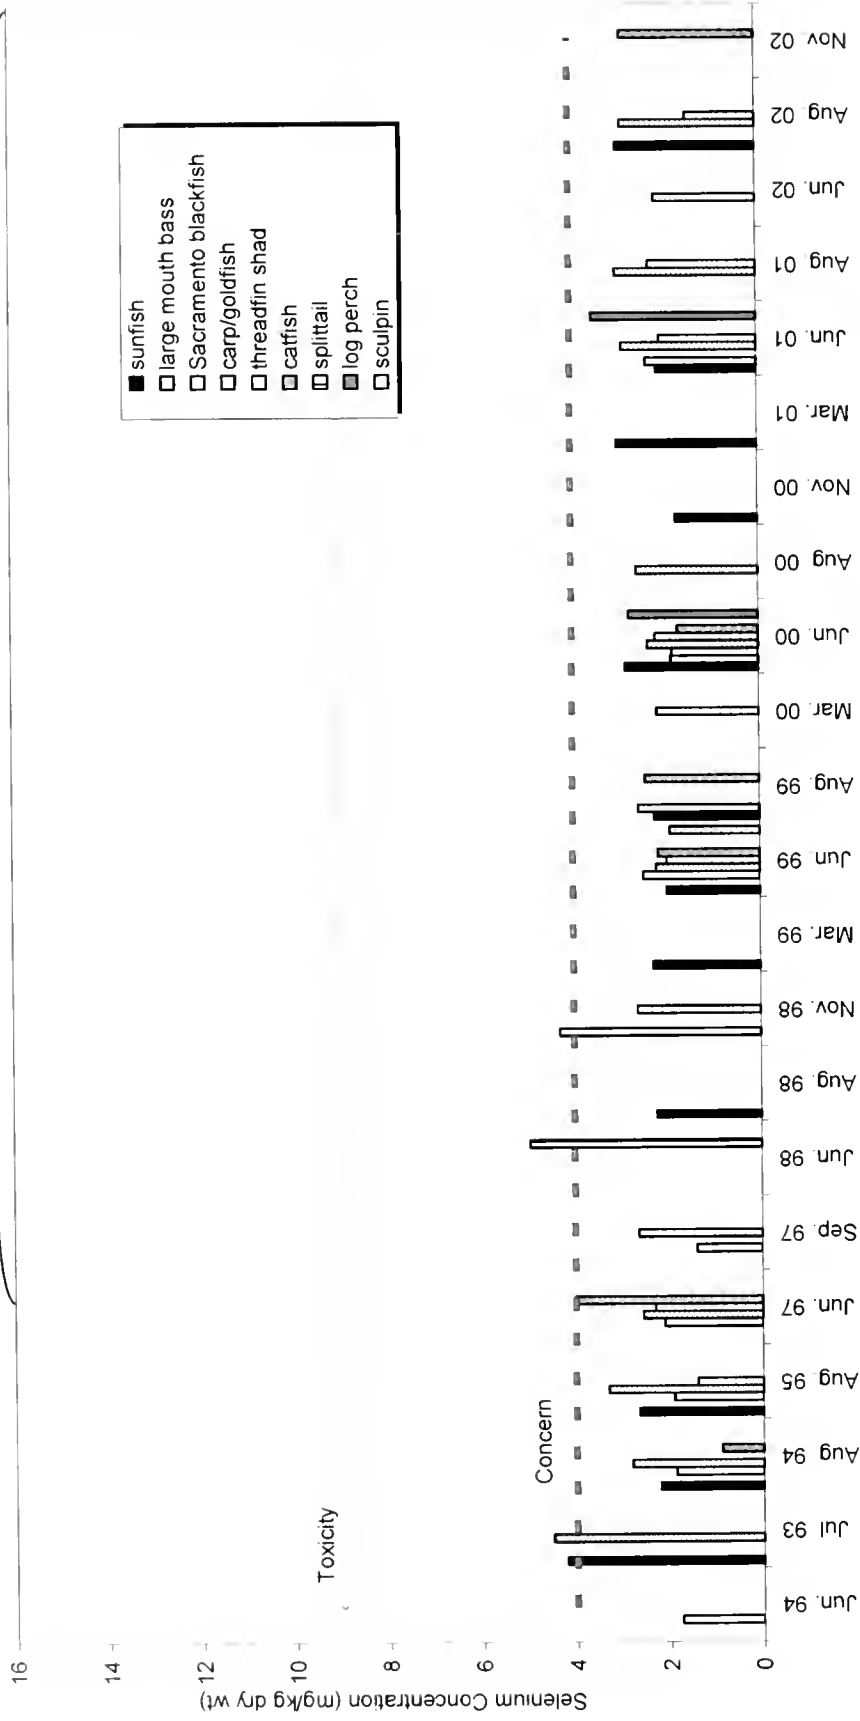 sunfish
large mouth bass
Sacramento blackfish
carp/goldfish
threadfin shad
catfish
splittail
log perch
sculpin
Toxicity
Concern
Selenium Concentration (mg/kg dry wt)
16
14
12
10
8
6
4
2
0
Jun. 94
Jul 93
Aug 94
Aug 95
Jun. 97
Sep. 97
Jun. 98
Aug. 98
Nov. 98
Mar. 99
Jun 99
Aug 99
Mar. 00
Jun. 00
Aug 00
Nov. 00
Mar. 01
Jun. 01
Aug 01
Jun. 02
Aug 02
Nov. 02